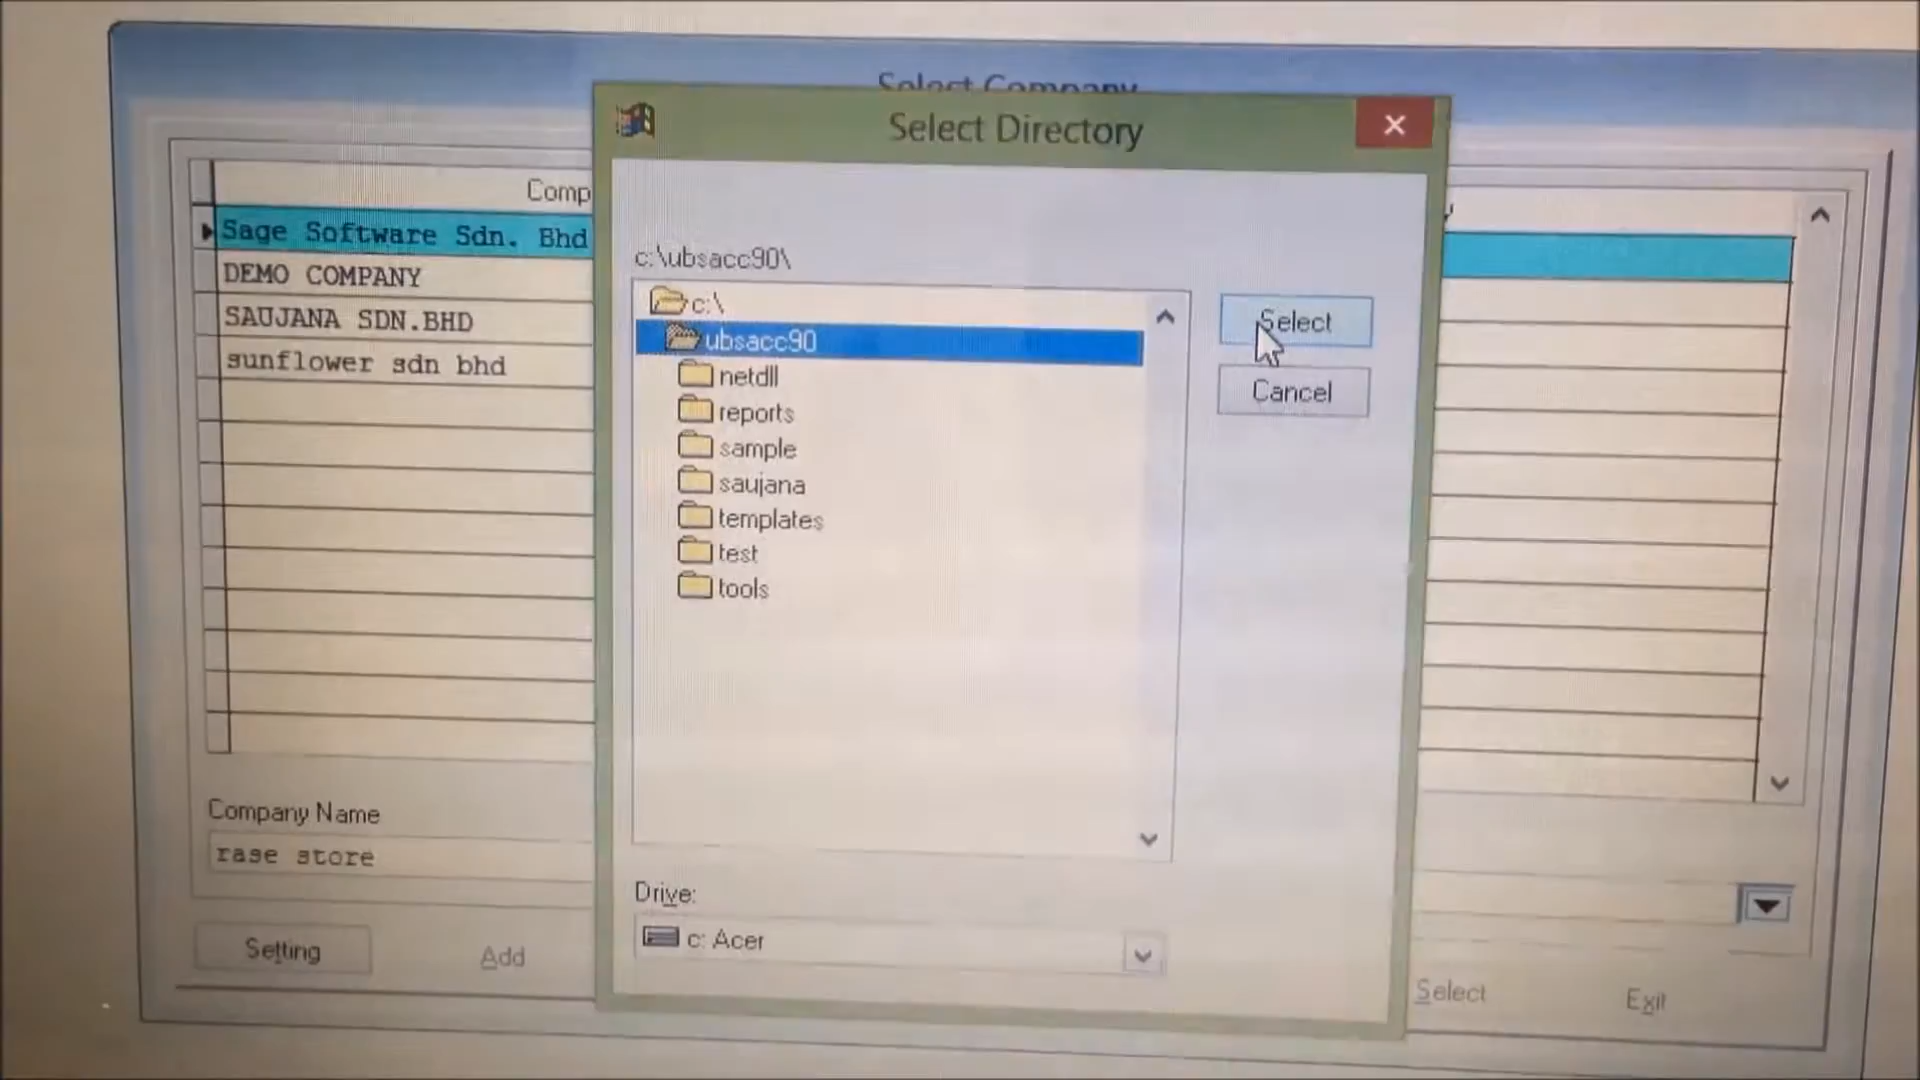 Select Company
Select Directory
Comp
Sage Software Sdn. Bhd
DEMO COMPANY
SAUJANA SDN.BHD
sunflower sdn bhd
c:\ubsacc90\
c:\
ubsacc90
netdll
reports
sample
saujana
templates
test
tools
Select
Cancel
Company Name
rase store
Drive:
c: Acer
Setting
Add
Select
Exit